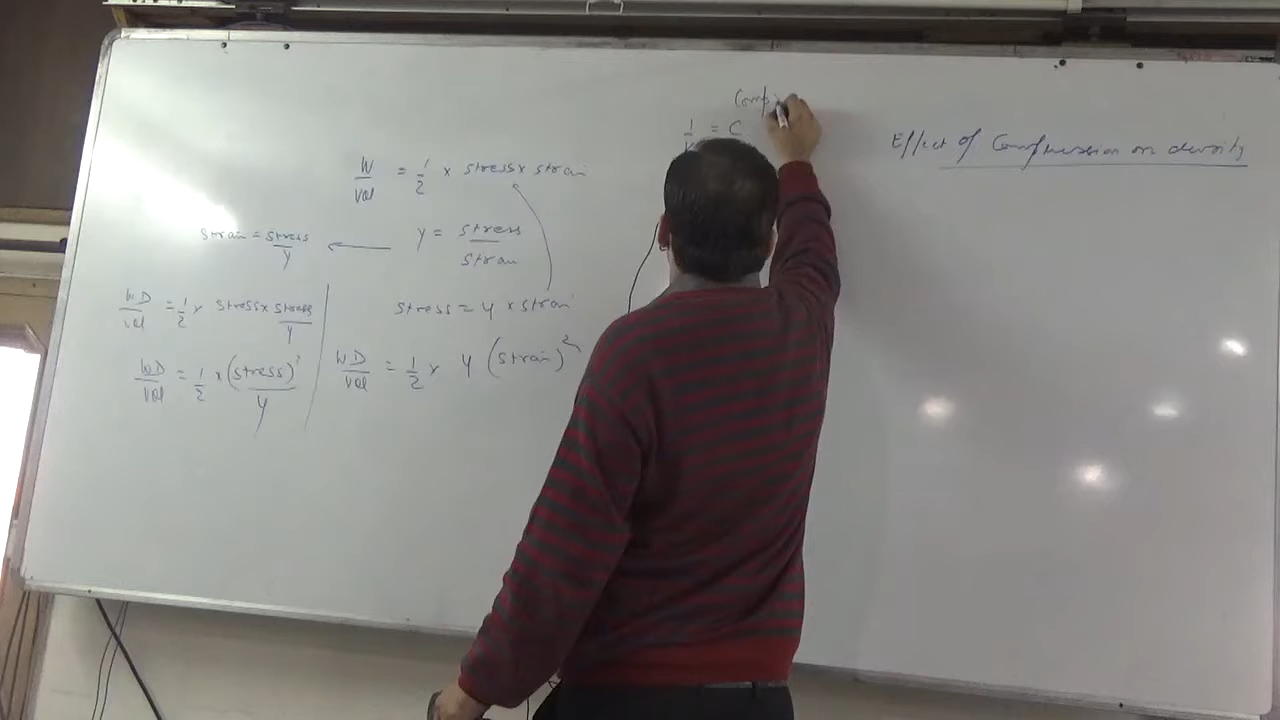 W/Vol = 1/2 × stress × strain
Y = stress/strain
strain = stress/Y
stress = Y × strain
WD/Vol = 1/2 × stress × stress/Y
WD/Vol = 1/2 × (stress)²/Y
WD/Vol = 1/2 × Y (strain)²
Comp
1/K = C
Effect of Compression on density